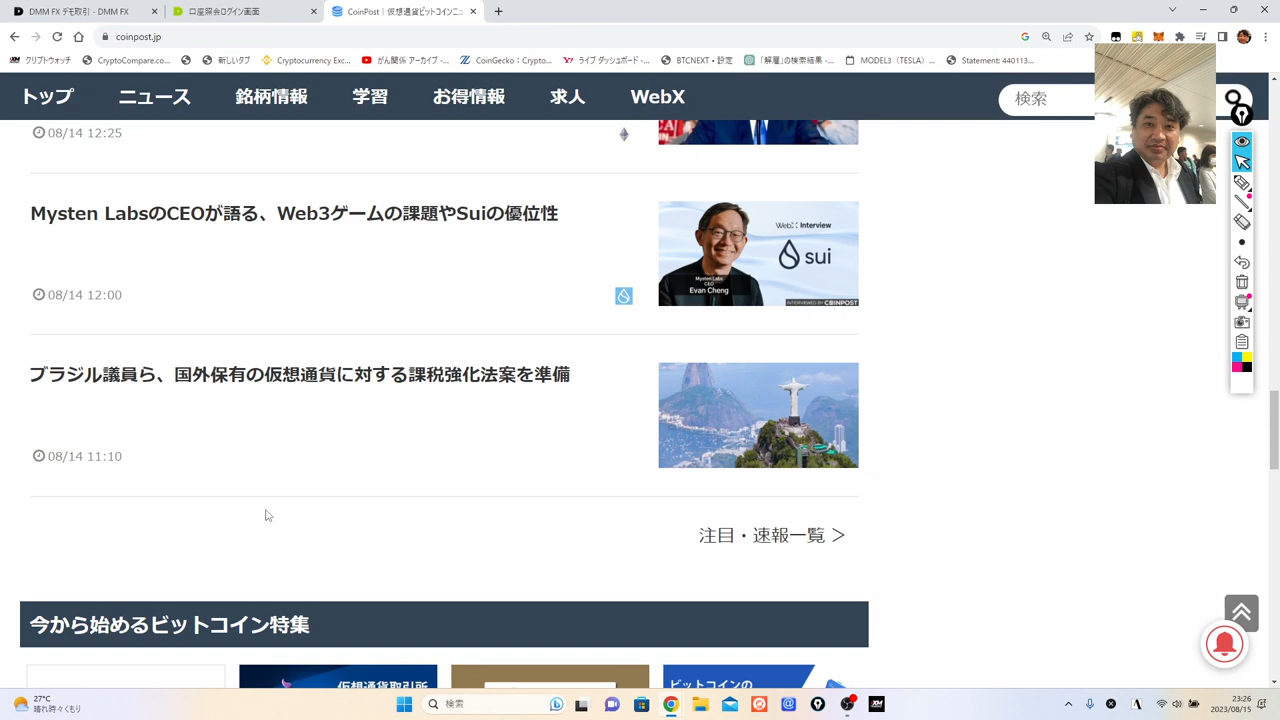 DMM FX デモ取引 - DMM FX
口座照会ログイン画面
CoinPost | 仮想通貨ビットコインニュ
coinpost.jp
クリプトウォッチ
CryptoCompare.co...
新しいタブ
Cryptocurrency Exc...
がん関係 アーカイブ -...
CoinGecko : Crypto...
ライブ ダッシュボード -...
BTCNEXT • 設定
「解雇」の検索結果 -...
MODEL3（TESLA）...
Statement: 440113...
トップ ニュース 銘柄情報 学習 お得情報 求人 WebX
検索
08/14 12:25
Mysten LabsのCEOが語る、Web3ゲームの課題やSuiの優位性
WebX Interview
sui
Mysten Labs
CEO
Evan Cheng
INTERVIEWED BY COINPOST
08/14 12:00
ブラジル議員ら、国外保有の仮想通貨に対する課税強化法案を準備
08/14 11:10
注目・速報一覧 ＞
今から始めるビットコイン特集
仮想通貨取引所
ビットコインの
27°C
晴れ時々くもり
検索
23:26
2023/08/15